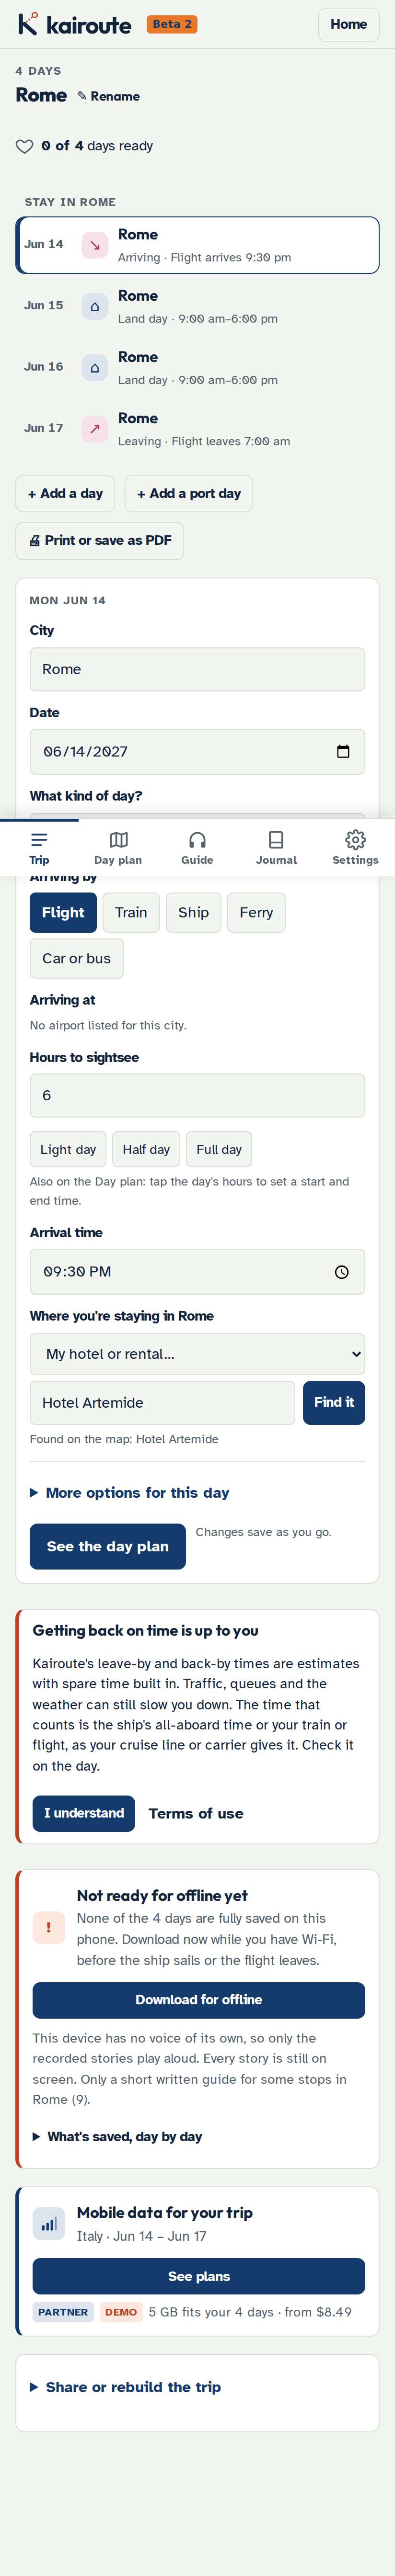 kairoute Beta 2 Home
4 DAYS
Rome ✎ Rename
0 of 4 days ready
STAY IN ROME
Jun 14 ↘ Rome
Arriving · Flight arrives 9:30 pm
Jun 15 ⌂ Rome
Land day · 9:00 am–6:00 pm
Jun 16 ⌂ Rome
Land day · 9:00 am–6:00 pm
Jun 17 ↗ Rome
Leaving · Flight leaves 7:00 am
+ Add a day + Add a port day
🖨 Print or save as PDF
MON JUN 14
City
Rome
Date
06/14/2027
What kind of day?
Trip Day plan Guide Journal Settings
Arriving by
Flight Train Ship Ferry
Car or bus
Arriving at
No airport listed for this city.
Hours to sightsee
6
Light day Half day Full day
Also on the Day plan: tap the day's hours to set a start and
end time.
Arrival time
09:30 PM
Where you're staying in Rome
My hotel or rental...
Hotel Artemide Find it
Found on the map: Hotel Artemide
▶ More options for this day
See the day plan Changes save as you go.
Getting back on time is up to you
Kairoute's leave-by and back-by times are estimates
with spare time built in. Traffic, queues and the
weather can still slow you down. The time that
counts is the ship's all-aboard time or your train or
flight, as your cruise line or carrier gives it. Check it
on the day.
I understand Terms of use
Not ready for offline yet
! None of the 4 days are fully saved on this
phone. Download now while you have Wi-Fi,
before the ship sails or the flight leaves.
Download for offline
This device has no voice of its own, so only the
recorded stories play aloud. Every story is still on
screen. Only a short written guide for some stops in
Rome (9).
▶ What's saved, day by day
Mobile data for your trip
Italy · Jun 14 – Jun 17
See plans
PARTNER DEMO 5 GB fits your 4 days · from $8.49
▶ Share or rebuild the trip